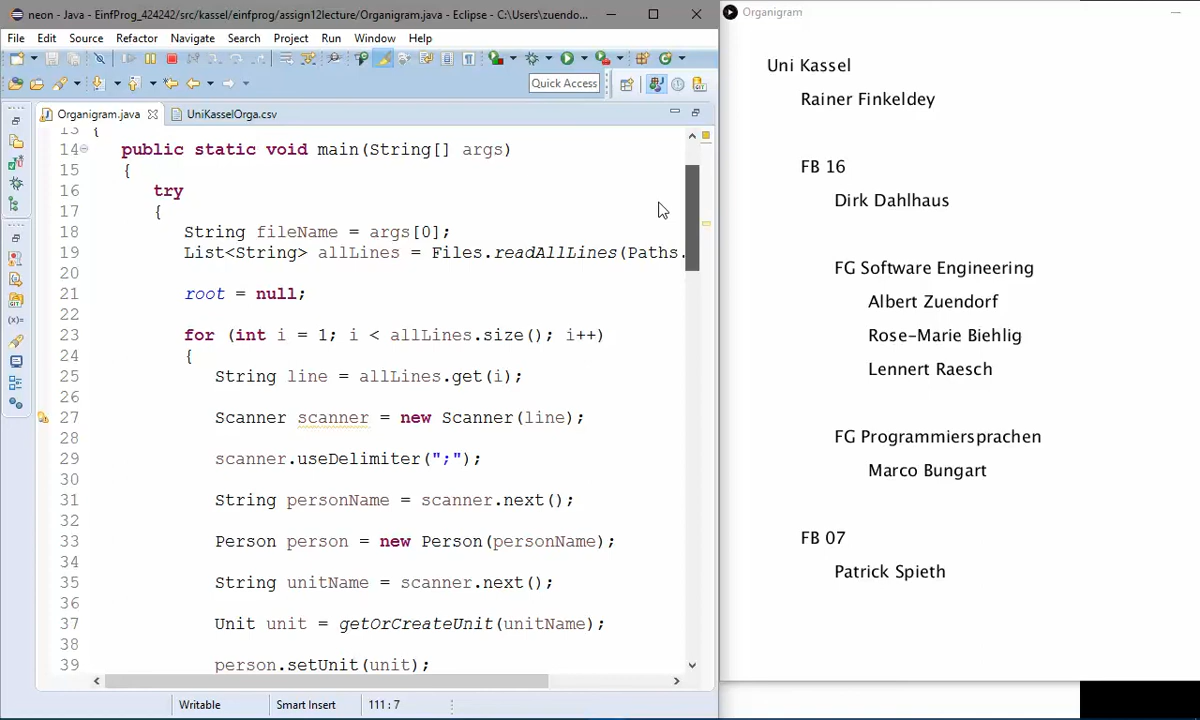 neon - Java - EinfProg_424242/src/kassel/einfprog/assign12lecture/Organigram.java - Eclipse - C:\Users\zuendo...
File Edit Source Refactor Navigate Search Project Run Window Help
Quick Access
Organigram.java UniKasselOrga.csv
13 {
14 public static void main(String[] args)
15 {
16 try
17 {
18 String fileName = args[0];
19 List<String> allLines = Files.readAllLines(Paths.
20
21 root = null;
22
23 for (int i = 1; i < allLines.size(); i++)
24 {
25 String line = allLines.get(i);
26
27 Scanner scanner = new Scanner(line);
28
29 scanner.useDelimiter(";");
30
31 String personName = scanner.next();
32
33 Person person = new Person(personName);
34
35 String unitName = scanner.next();
36
37 Unit unit = getOrCreateUnit(unitName);
38
39 person.setUnit(unit);
Writable Smart Insert 111 : 7
Organigram
Uni Kassel
Rainer Finkeldey
FB 16
Dirk Dahlhaus
FG Software Engineering
Albert Zuendorf
Rose-Marie Biehlig
Lennert Raesch
FG Programmiersprachen
Marco Bungart
FB 07
Patrick Spieth